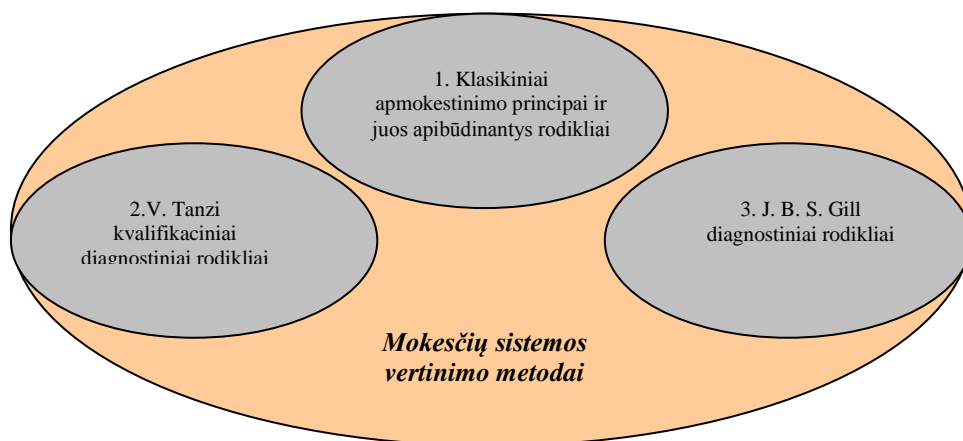 1. Klasikiniai
apmokestinimo principai ir
juos apibūdinantys rodikliai
2.V. Tanzi
kvalifikaciniai
diagnostiniai rodikliai
3. J. B. S. Gill
diagnostiniai rodikliai
Mokesčių sistemos
vertinimo metodai